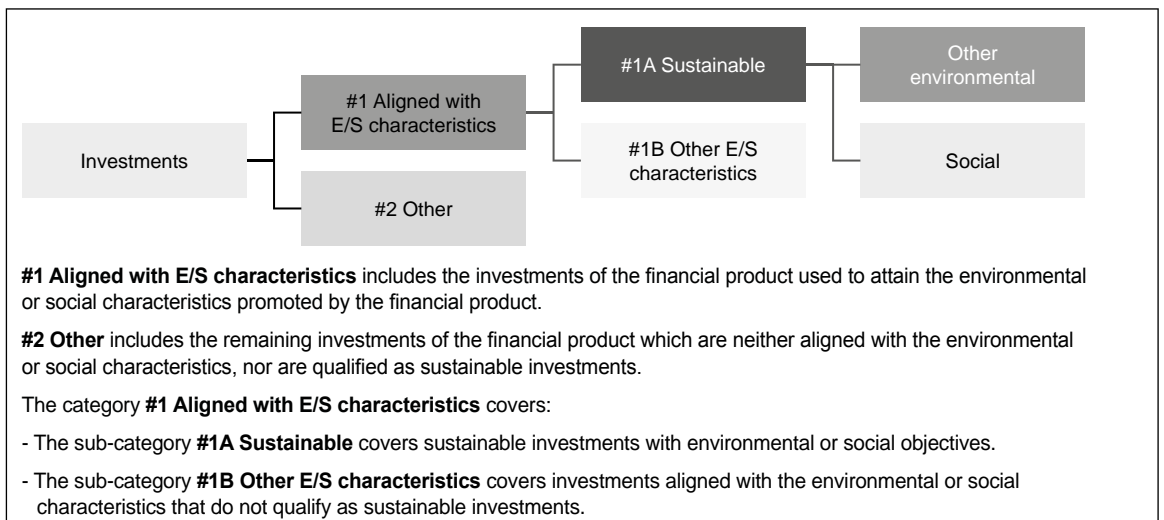 Investments
#1 Aligned with
E/S characteristics
#2 Other
#1A Sustainable
#1B Other E/S
characteristics
Other
environmental
Social
#1 Aligned with E/S characteristics includes the investments of the financial product used to attain the environmental
or social characteristics promoted by the financial product.
#2 Other includes the remaining investments of the financial product which are neither aligned with the environmental
or social characteristics, nor are qualified as sustainable investments.
The category #1 Aligned with E/S characteristics covers:
- The sub-category #1A Sustainable covers sustainable investments with environmental or social objectives.
- The sub-category #1B Other E/S characteristics covers investments aligned with the environmental or social
characteristics that do not qualify as sustainable investments.